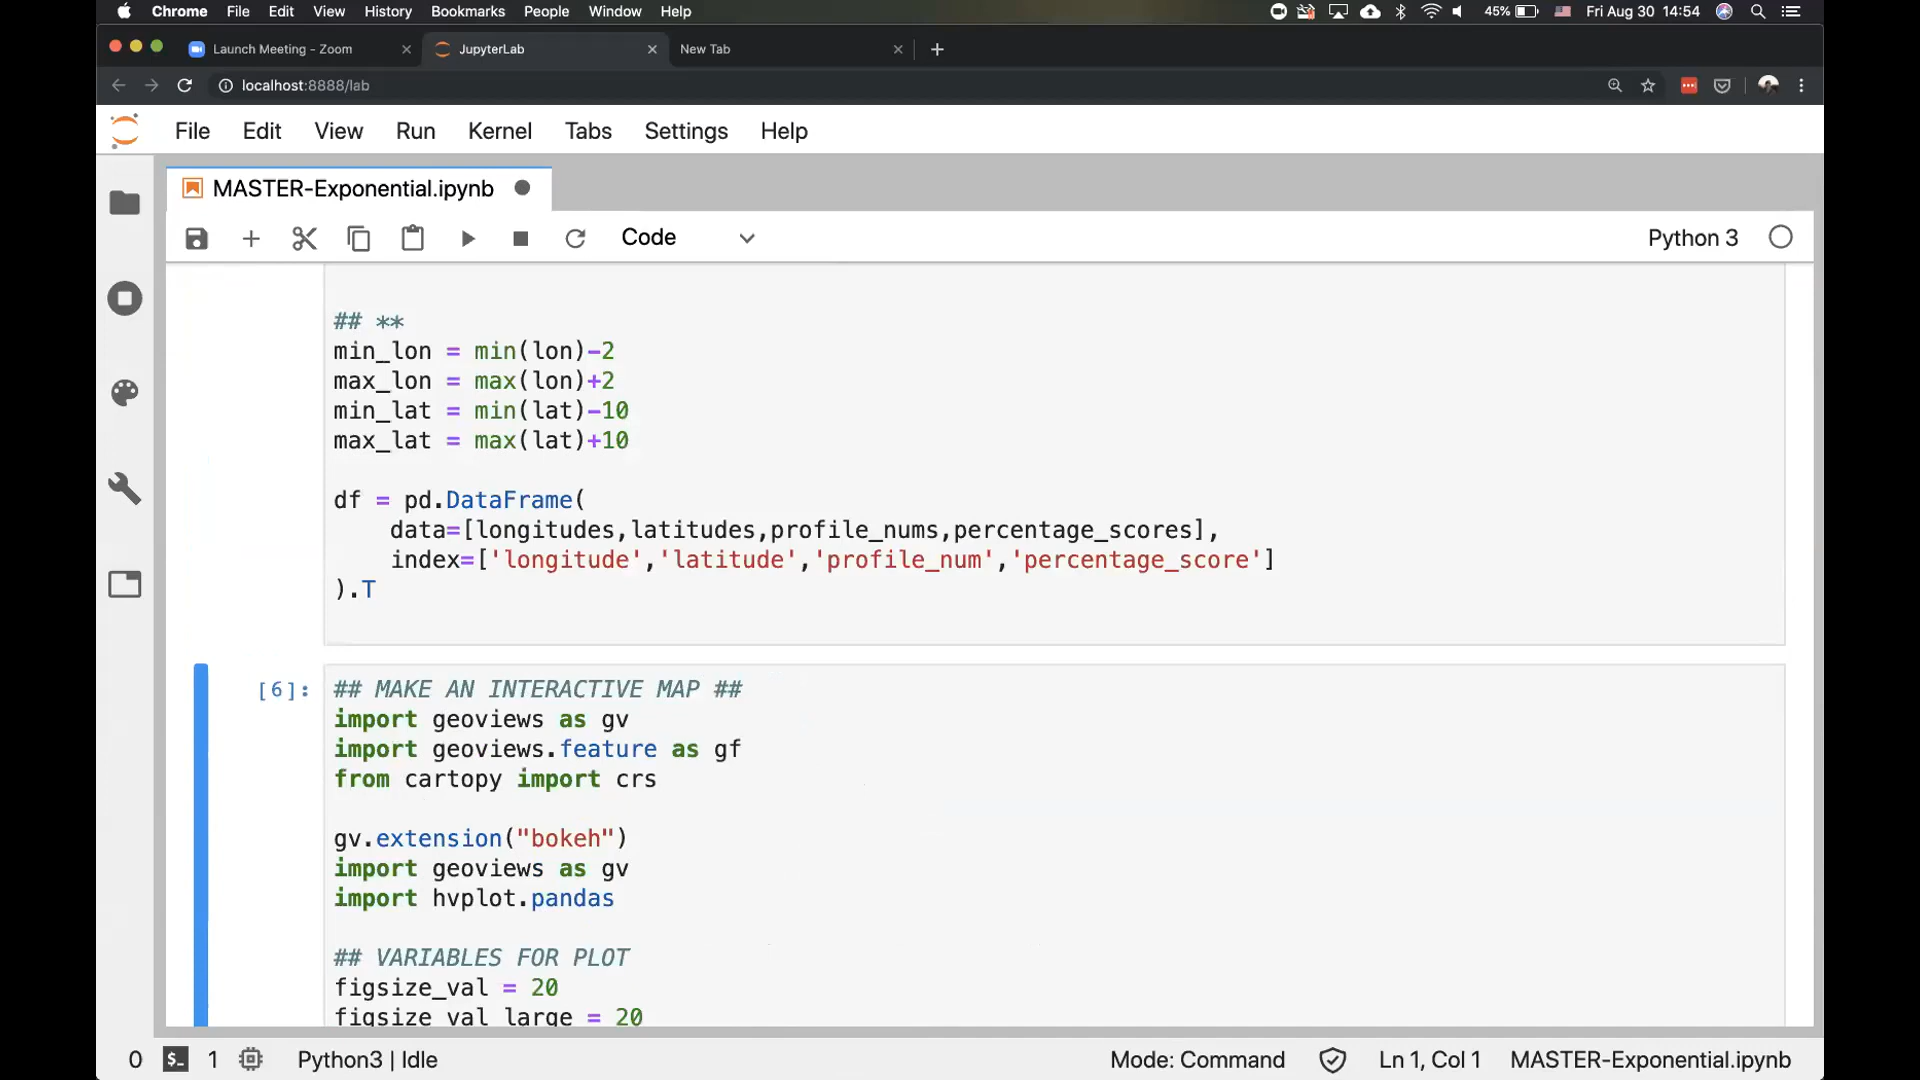 Chrome File Edit View History Bookmarks People Window Help 45% Fri Aug 30 14:54
Launch Meeting - Zoom JupyterLab New Tab
localhost:8888/lab
File Edit View Run Kernel Tabs Settings Help
MASTER-Exponential.ipynb
Code Python 3
## **
min_lon = min(lon)-2
max_lon = max(lon)+2
min_lat = min(lat)-10
max_lat = max(lat)+10
df = pd.DataFrame(
data=[longitudes,latitudes,profile_nums,percentage_scores],
index=['longitude','latitude','profile_num','percentage_score']
).T
[6]: ## MAKE AN INTERACTIVE MAP ##
import geoviews as gv
import geoviews.feature as gf
from cartopy import crs
gv.extension("bokeh")
import geoviews as gv
import hvplot.pandas
## VARIABLES FOR PLOT
figsize_val = 20
figsize_val_large = 20
0 $_ 1 Python3 | Idle Mode: Command Ln 1, Col 1 MASTER-Exponential.ipynb